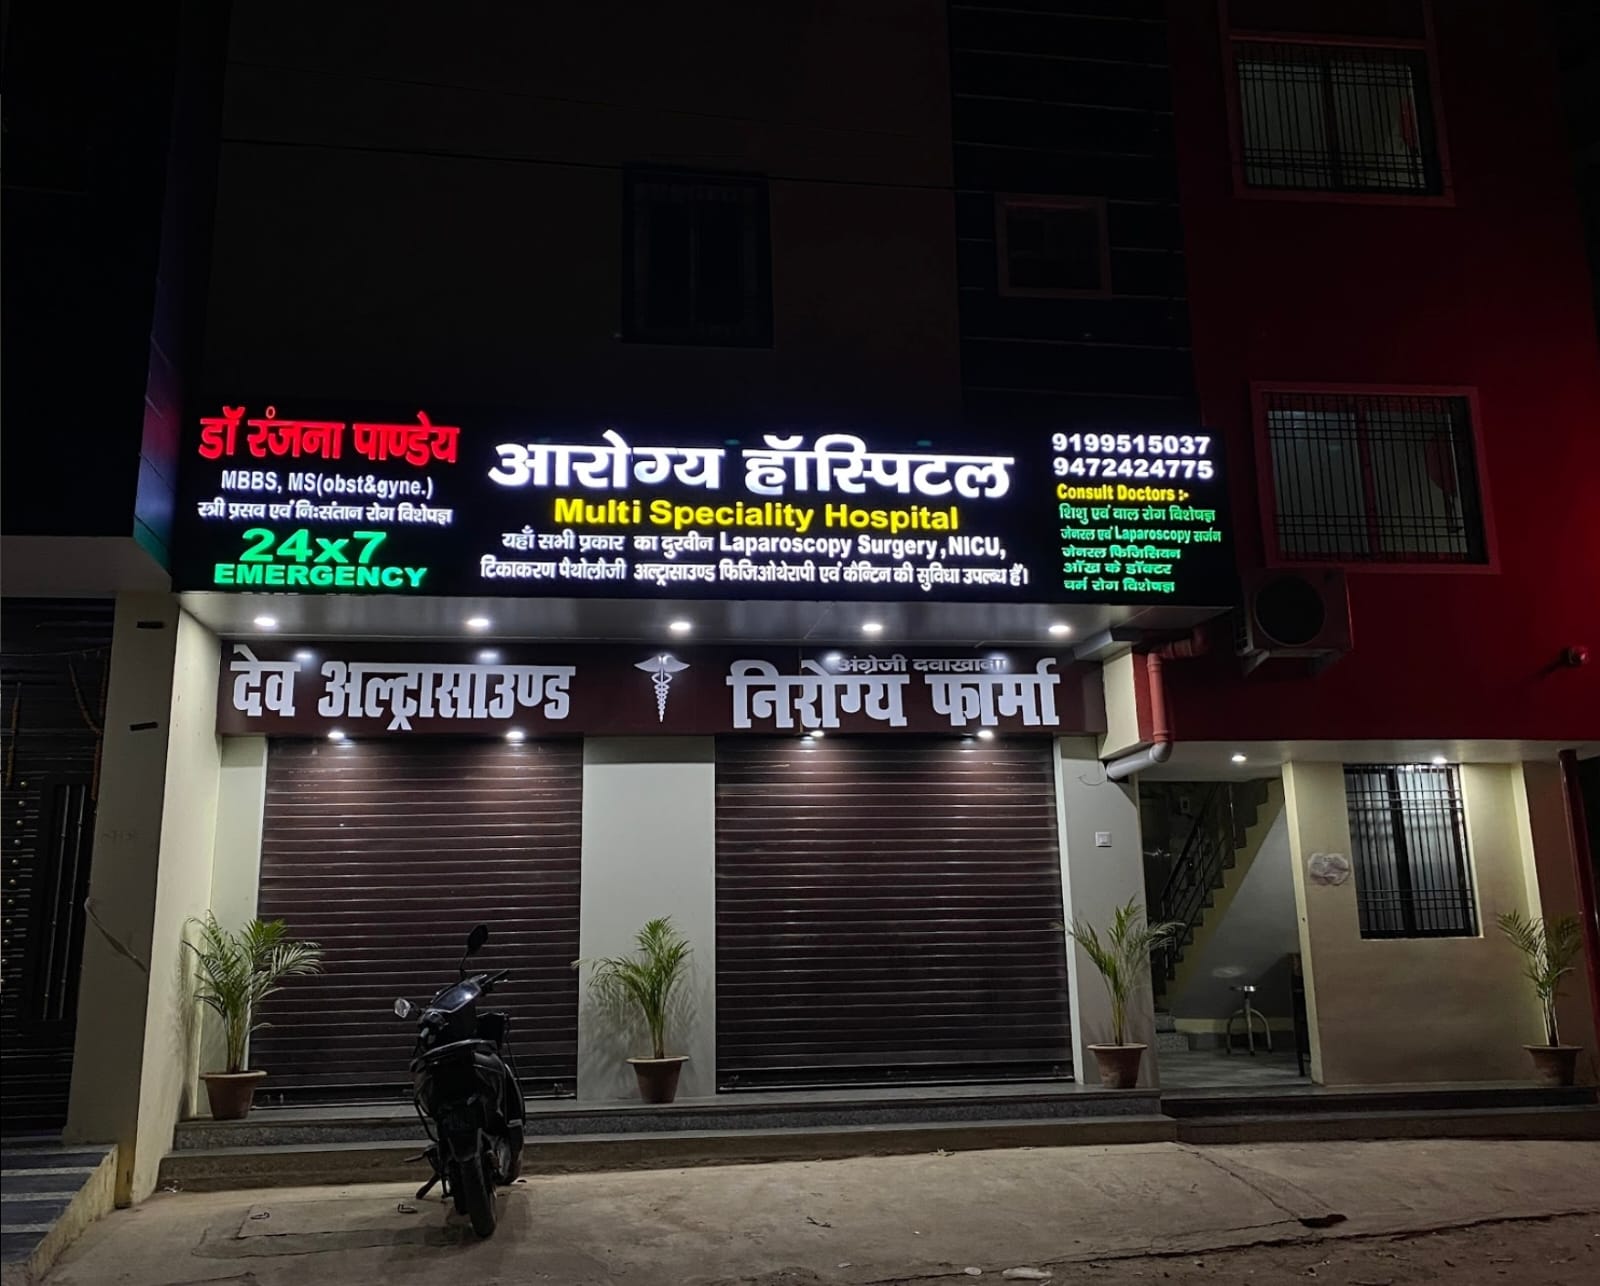 डॉ रंजना पाण्डेय
MBBS, MS(obst&gyne.)
स्त्री प्रसव एवं निःसंतान रोग विशेषज्ञ
24x7
EMERGENCY
आरोग्य हॉस्पिटल
Multi Speciality Hospital
यहाँ सभी प्रकार का दुरवीन Laparoscopy Surgery, NICU,
टिकाकरण पैथोलौजी अल्ट्रासाउण्ड फिजिओथेरापी एवं कैन्टिन की सुविधा उपलब्ध हैं।
9199515037
9472424775
Consult Doctors :-
शिशु एवं वाल रोग विशेषज्ञ
जेनरल एवं Laparoscopy सर्जन
जेनरल फिजिसियन
आँख के डॉक्टर
चर्म रोग विशेषज्ञ
देव अल्ट्रासाउण्ड
अंग्रेजी दवाखाना
निरोग्य फार्मा